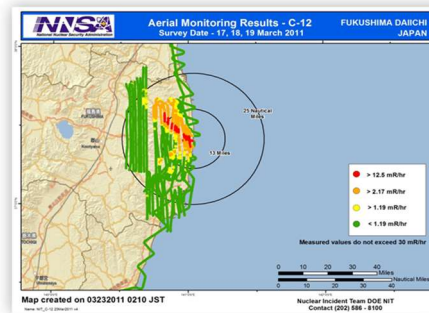 NNSA
National Nuclear Security Administration
Aerial Monitoring Results - C-12
Survey Date - 17, 18, 19 March 2011
FUKUSHIMA DAIICHI
JAPAN
25 Nautical
Miles
13 Miles
> 12.5 mR/hr
> 2.17 mR/hr
> 1.19 mR/hr
< 1.19 mR/hr
Measured values do not exceed 30 mR/hr
0 10 20 30 40
Miles
Nautical Miles
0 10 20 30 40
Map created on 03232011 0210 JST
Nuclear Incident Team DOE NIT
Contact (202) 586 - 8100